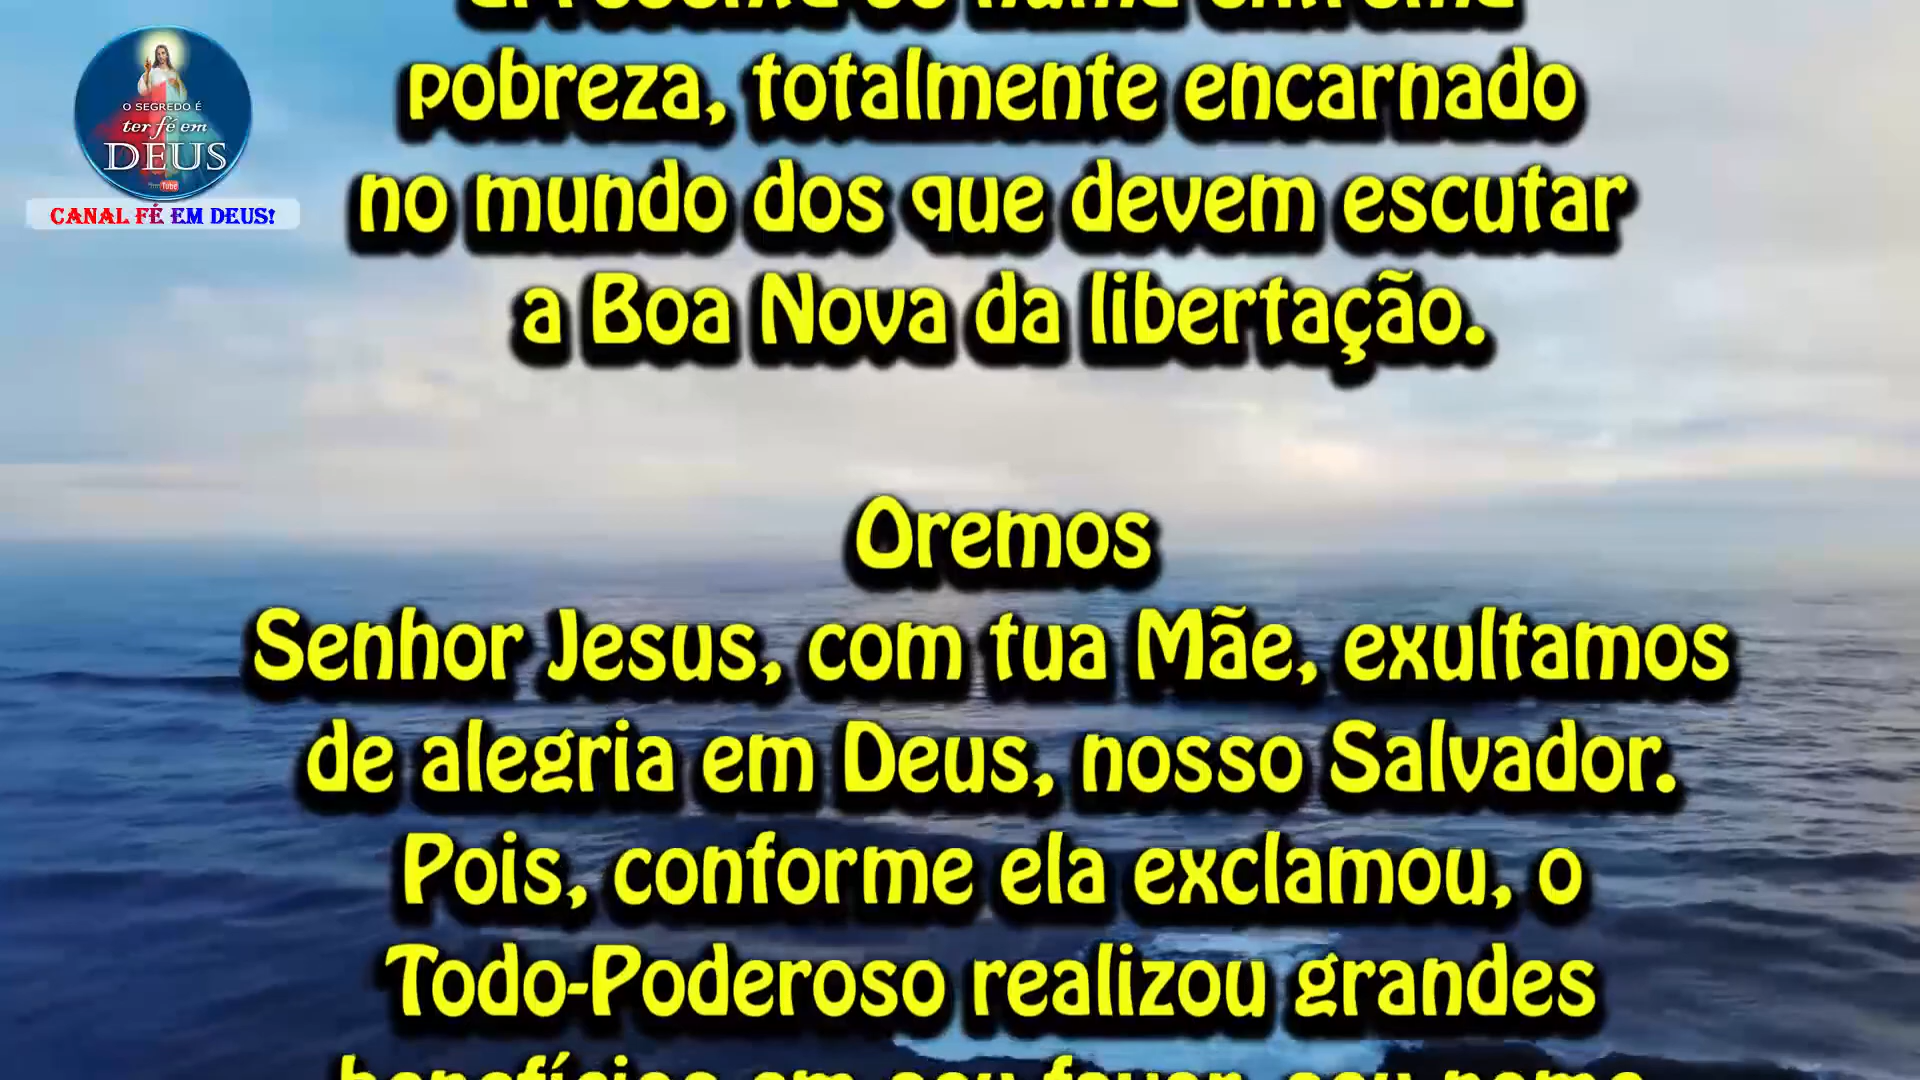 pobreza, totalmente encarnado
no mundo dos que devem escutar
a Boa Nova da libertação.
Oremos
Senhor Jesus, com tua Mãe, exultamos
de alegria em Deus, nosso Salvador.
Pois, conforme ela exclamou, o
Todo-Poderoso realizou grandes
O SEGREDO É
ter fé em
DEUS
CANAL FÉ EM DEUS!